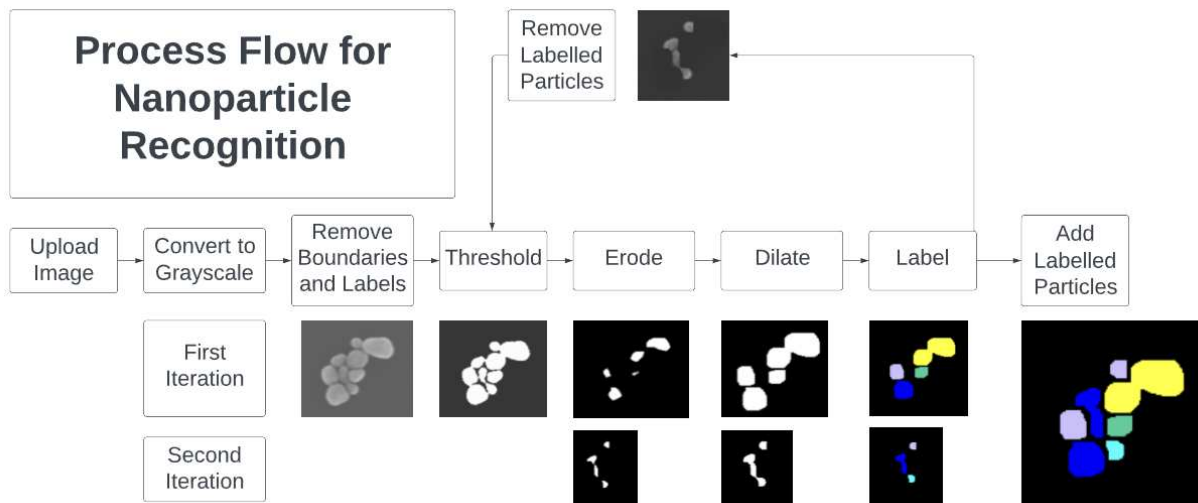 Process Flow for
Nanoparticle
Recognition
Remove
Labelled
Particles
Upload
Image
Convert to
Grayscale
Remove
Boundaries
and Labels
Threshold
Erode
Dilate
Label
Add
Labelled
Particles
First
Iteration
Second
Iteration